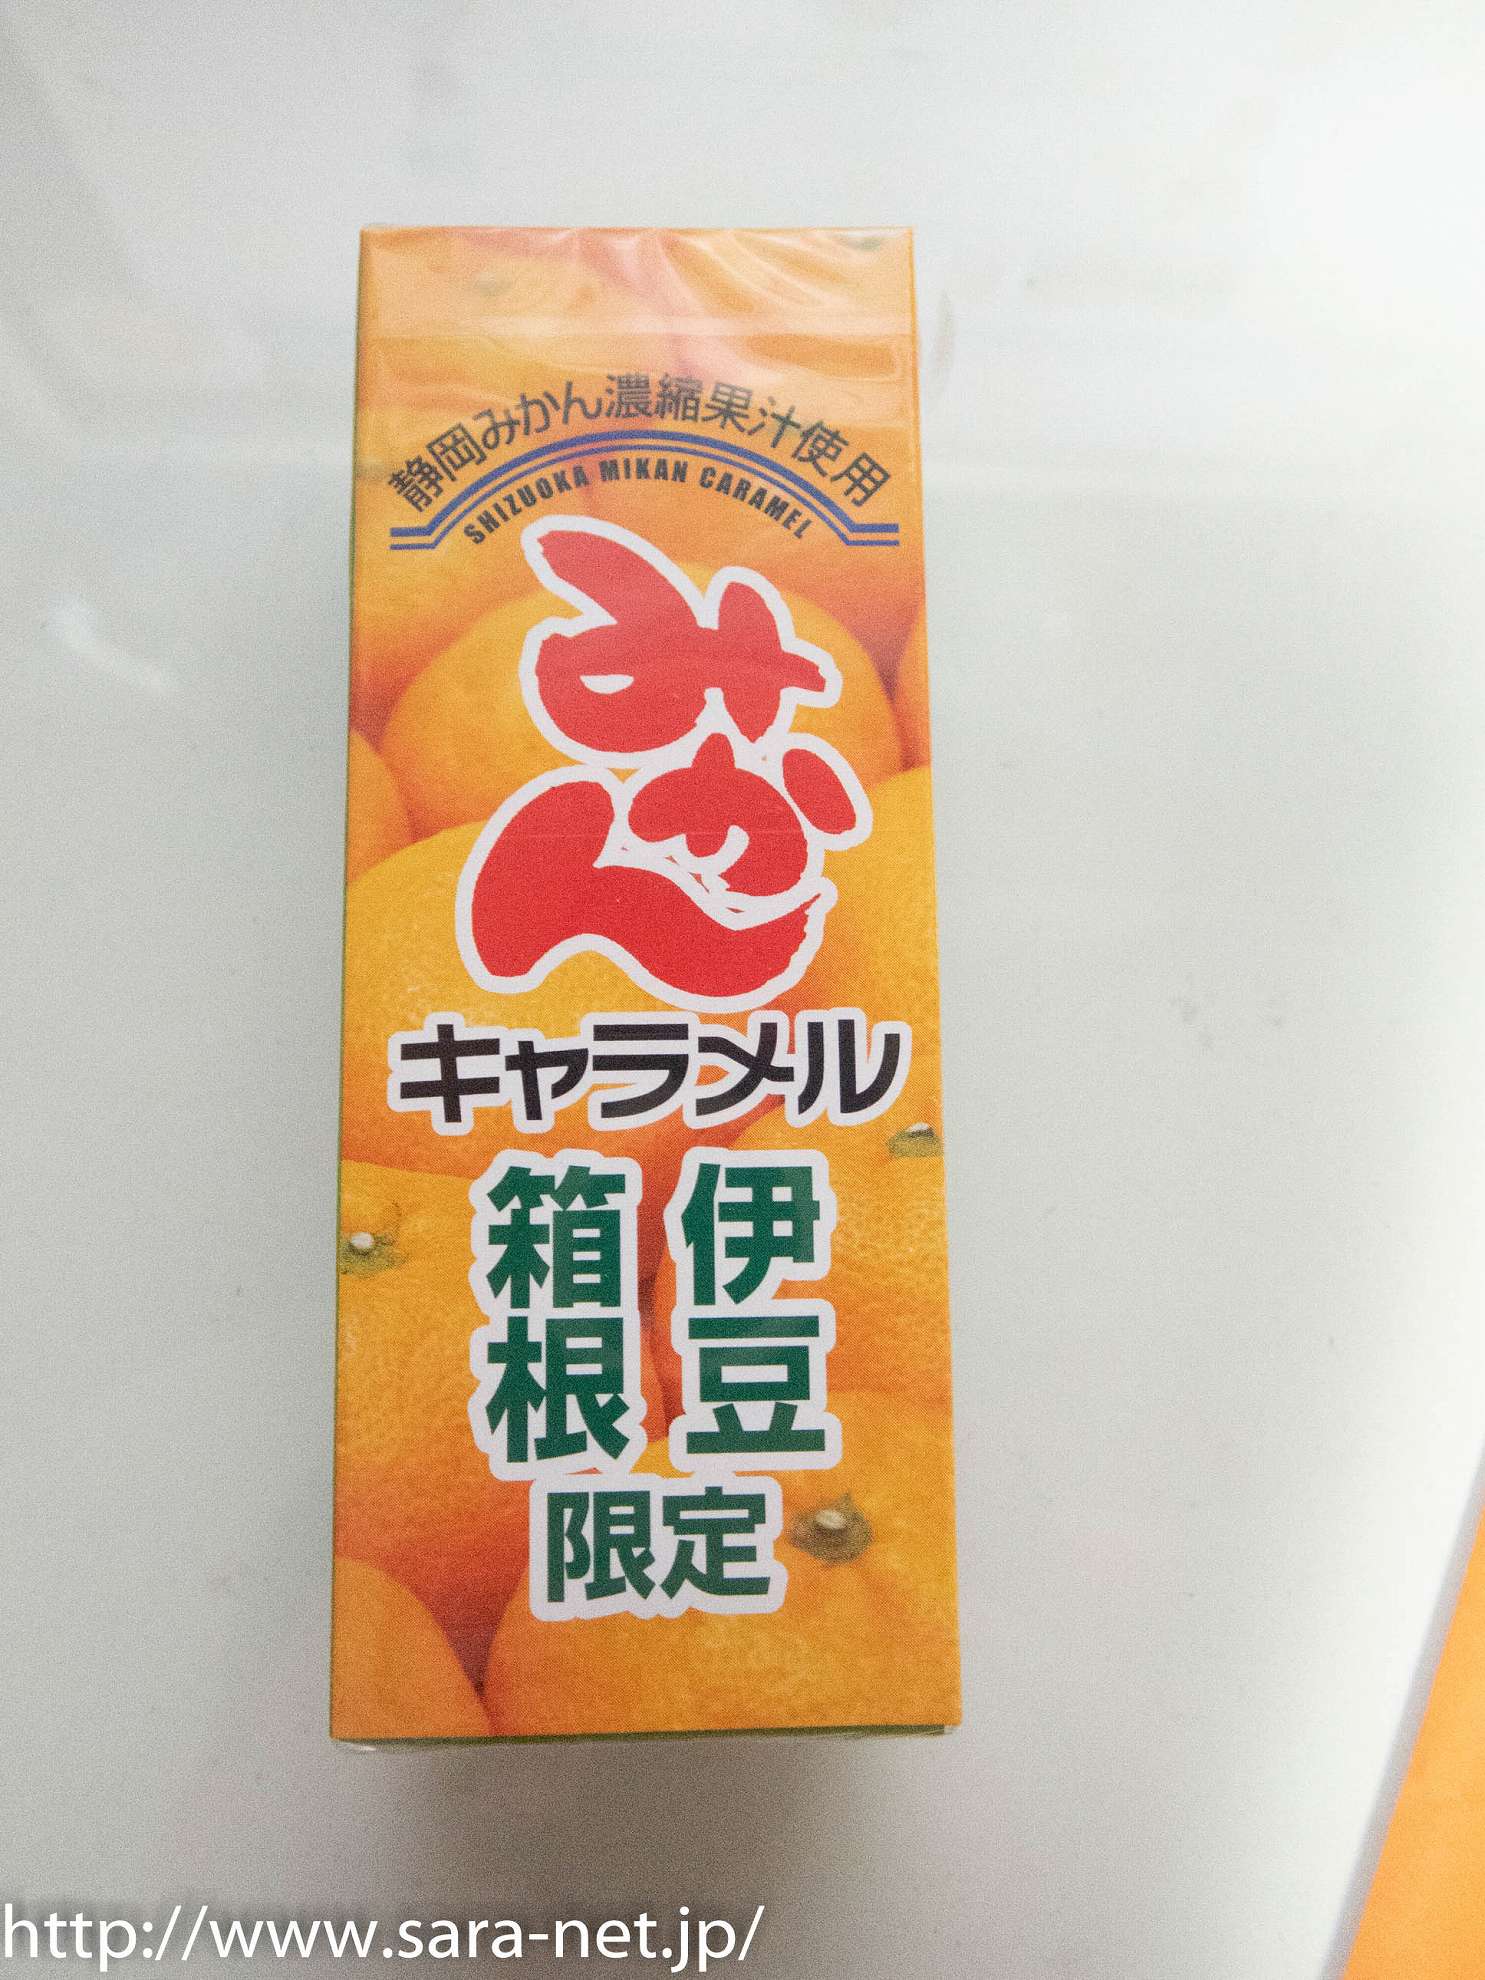 静岡みかん濃縮果汁使用
SHIZUOKA MIKAN CARAMEL
みかん
キャラメル
伊豆
箱根
限定
http://www.sara-net.jp/